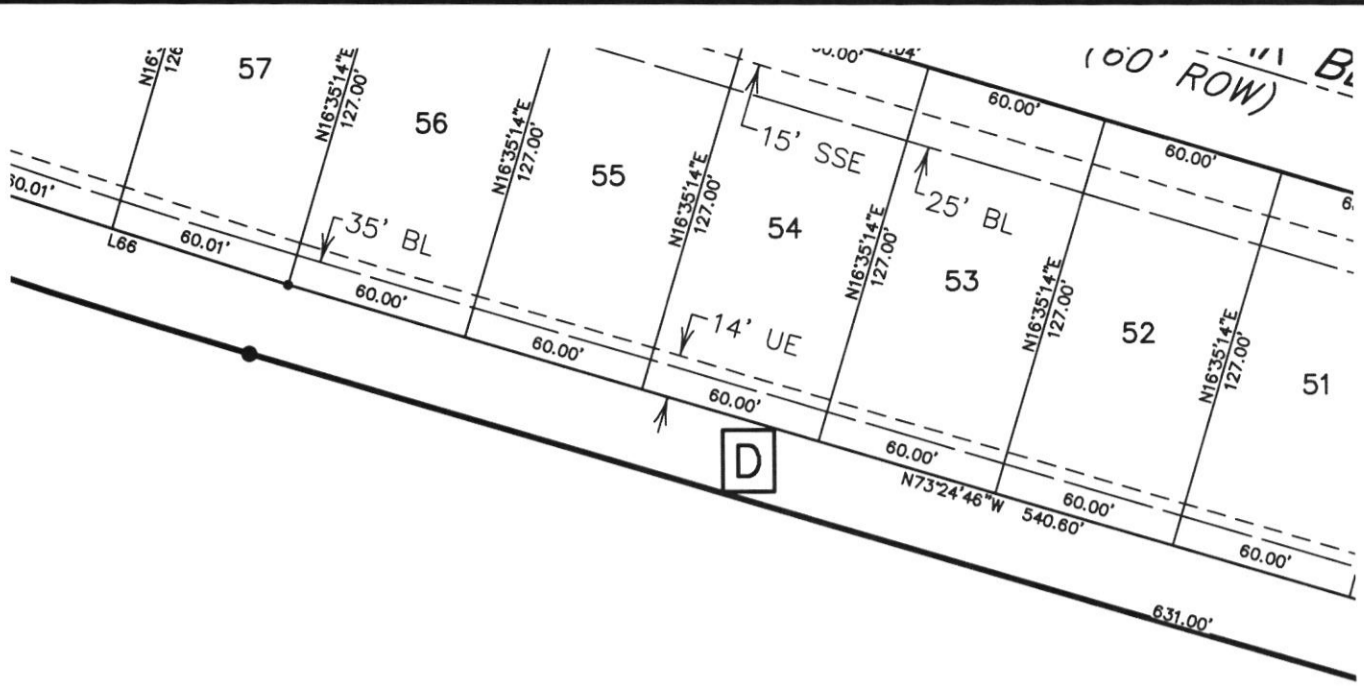 57
N16°35'14"E
127.00'
56
N16°35'14"E
127.00'
55
N16°35'14"E
127.00'
54
N16°35'14"E
127.00'
53
N16°35'14"E
127.00'
52
N16°35'14"E
127.00'
51
15' SSE
25' BL
35' BL
14' UE
60.00'
60.00'
(60' ROW)
L66
60.01'
60.00'
60.00'
60.00'
60.00'
60.00'
60.00'
N73°24'46"W 540.60'
D
631.00'